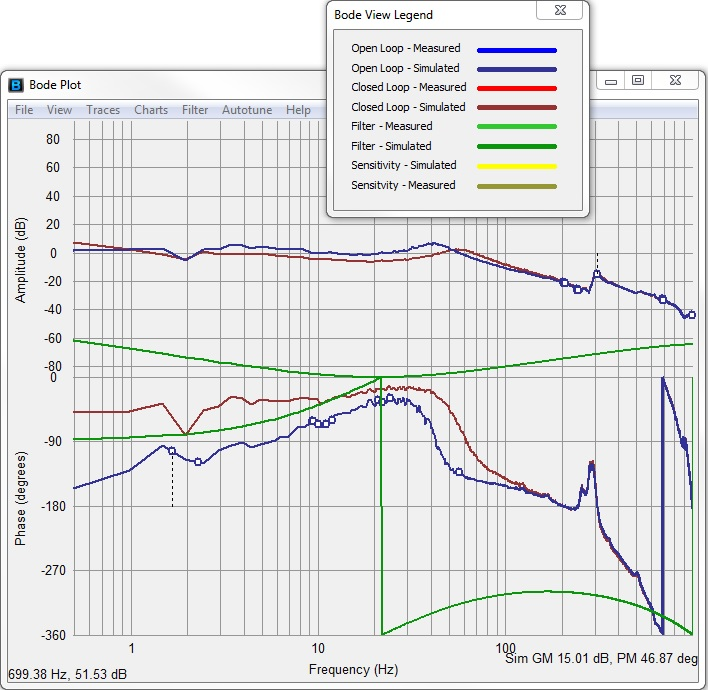 Bode View Legend
Open Loop - Measured
Open Loop - Simulated
Closed Loop - Measured
Closed Loop - Simulated
Filter - Measured
Filter - Simulated
Sensitivity - Simulated
Sensitvity - Measured
B Bode Plot
File View Traces Charts Filter Autotune Help
Amplitude (dB)
80
60
40
20
0
-20
-40
-60
-80
Phase (degrees)
0
-90
-180
-270
-360
1 10 100
Frequency (Hz)
Sim GM 15.01 dB, PM 46.87 deg
699.38 Hz, 51.53 dB